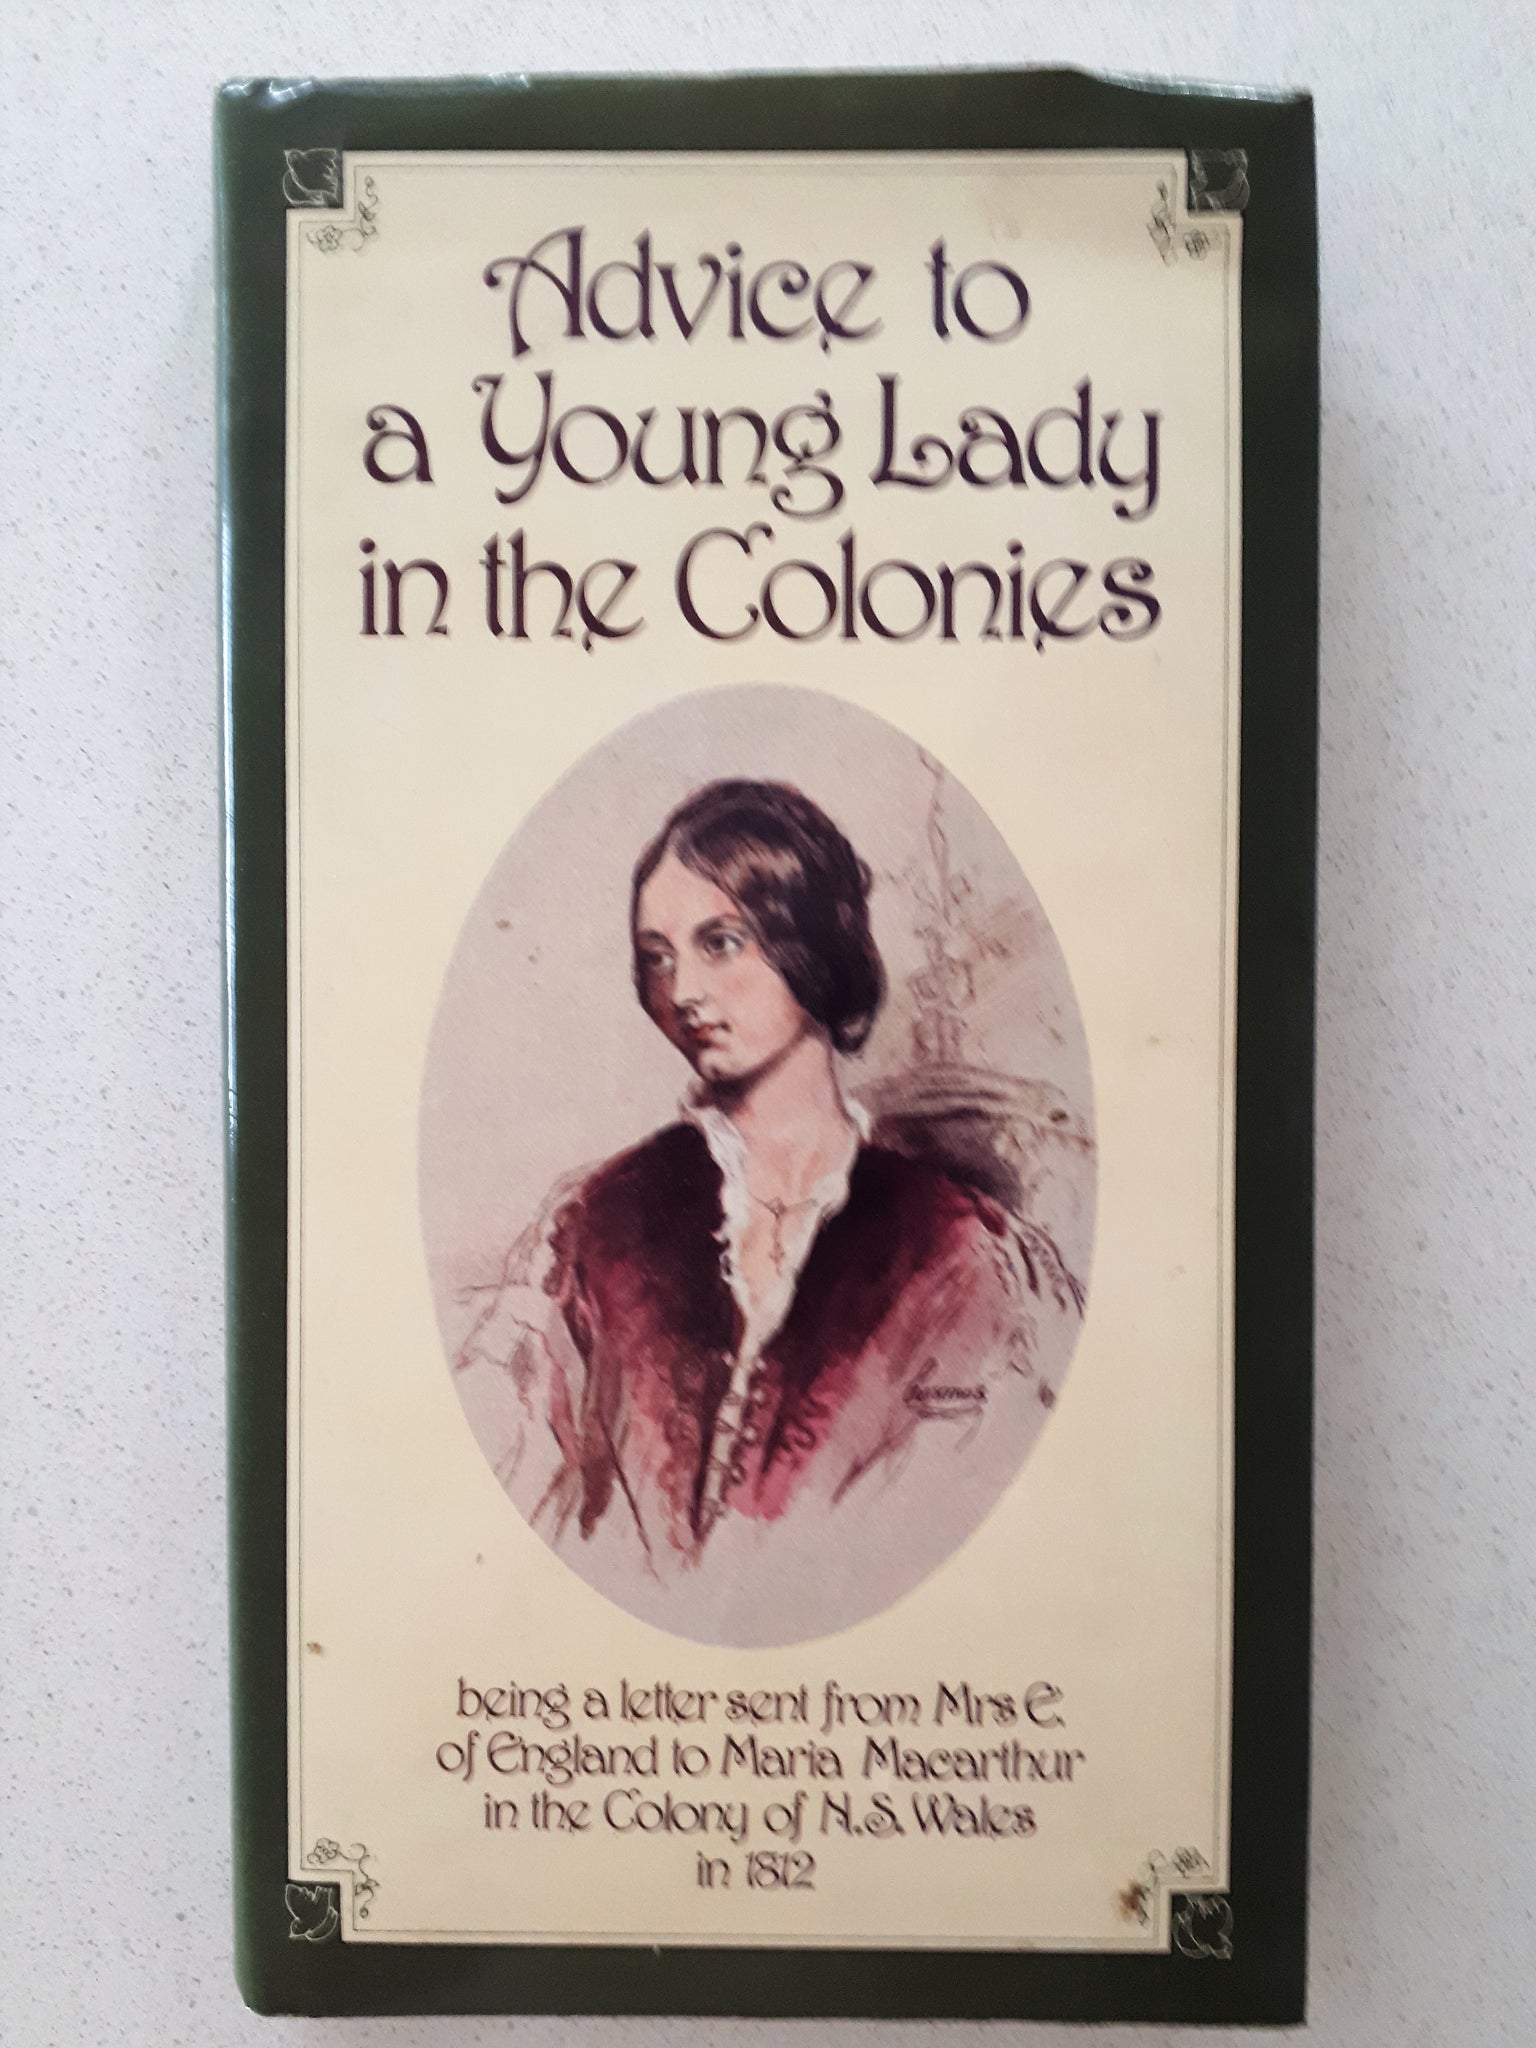 Advice to
a Young Lady
in the Colonies
being a letter sent from Mrs E.
of England to Maria Macarthur
in the Colony of N.S. Wales
in 1812